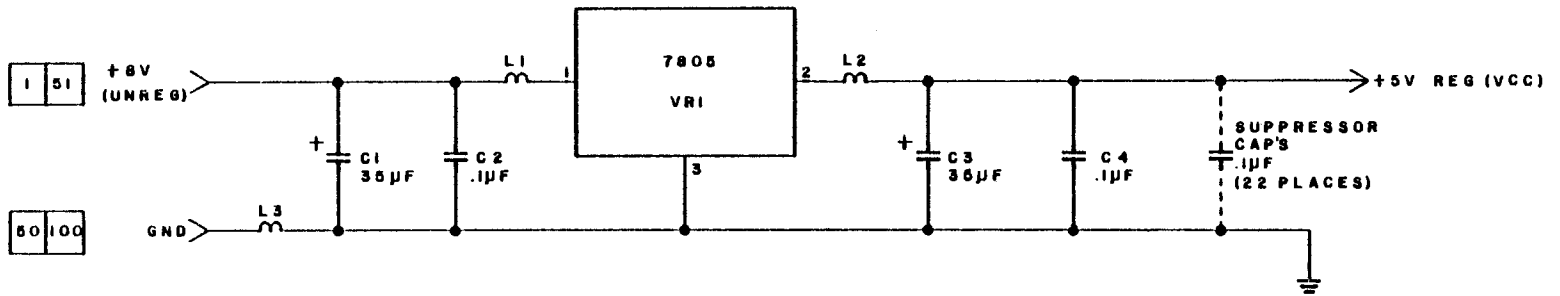 1 51
+8V
(UNREG)
L1
1
7805
VR1
2
L2
+5V REG (VCC)
+
C1
35µF
C2
.1µF
3
+
C3
35µF
C4
.1µF
SUPPRESSOR
CAP'S
.1µF
(22 PLACES)
50 100
GND
L3